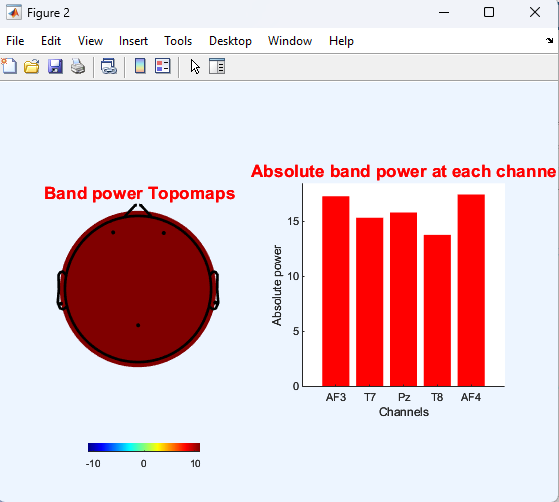 Figure 2
File Edit View Insert Tools Desktop Window Help
Band power Topomaps
-10 0 10
Absolute band power at each channe
Absolute power
15
10
5
0
AF3 T7 Pz T8 AF4
Channels